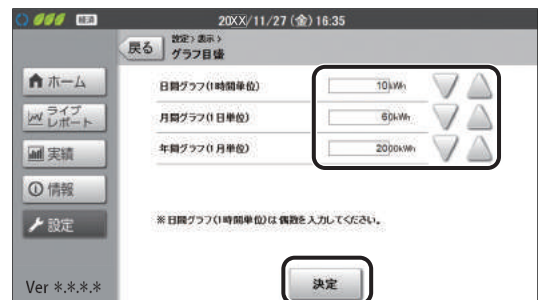 経済
20XX/11/27(金)16:35
戻る
設定>表示>
グラフ目盛
ホーム
ライブ
レポート
実績
情報
設定
日間グラフ(1時間単位)
10kWh
月間グラフ(1日単位)
60kWh
年間グラフ(1月単位)
2000kWh
※日間グラフ(1時間単位)は偶数を入力してください。
決定
Ver *.*.*.*